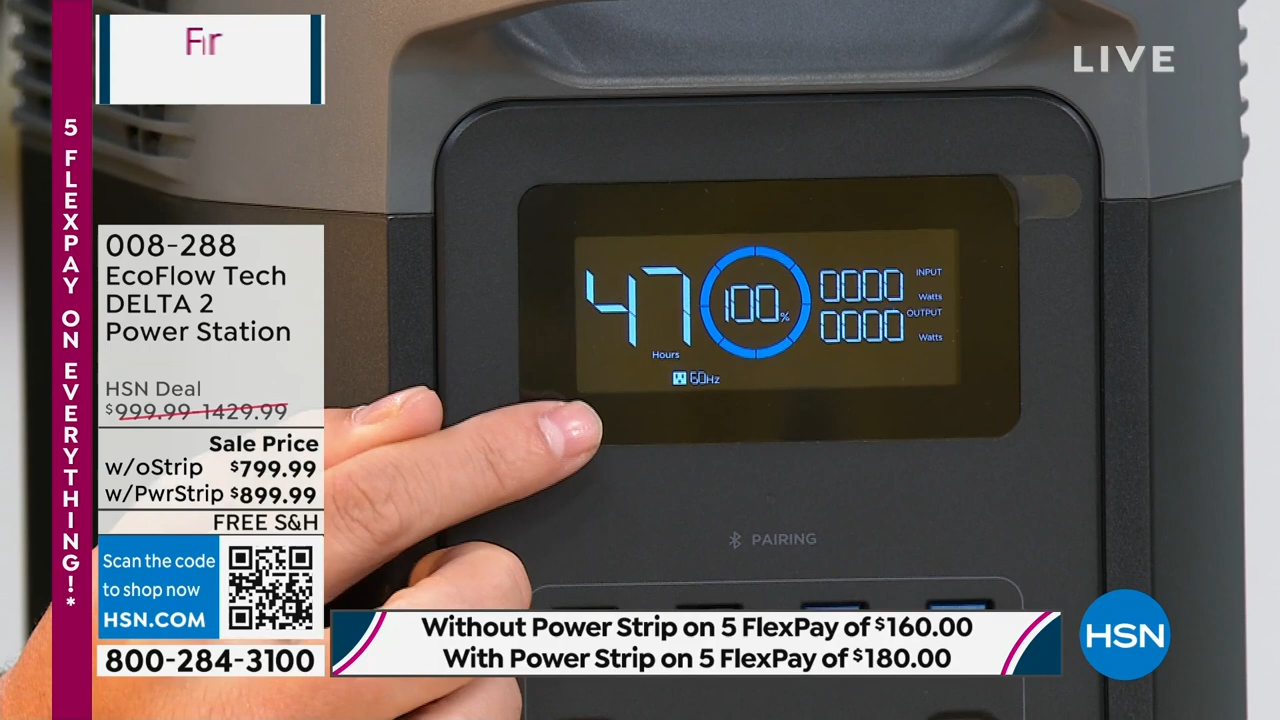 Fir
LIVE
5 FLEXPAY ON EVERYTHING!*
008-288
EcoFlow Tech
DELTA 2
Power Station
HSN Deal
$999.99-1429.99
Sale Price
w/oStrip $799.99
w/PwrStrip $899.99
FREE S&H
Scan the code
to shop now
HSN.COM
800-284-3100
47
Hours
100%
0000 INPUT
Watts
0000 OUTPUT
Watts
60Hz
PAIRING
Without Power Strip on 5 FlexPay of $160.00
With Power Strip on 5 FlexPay of $180.00
HSN